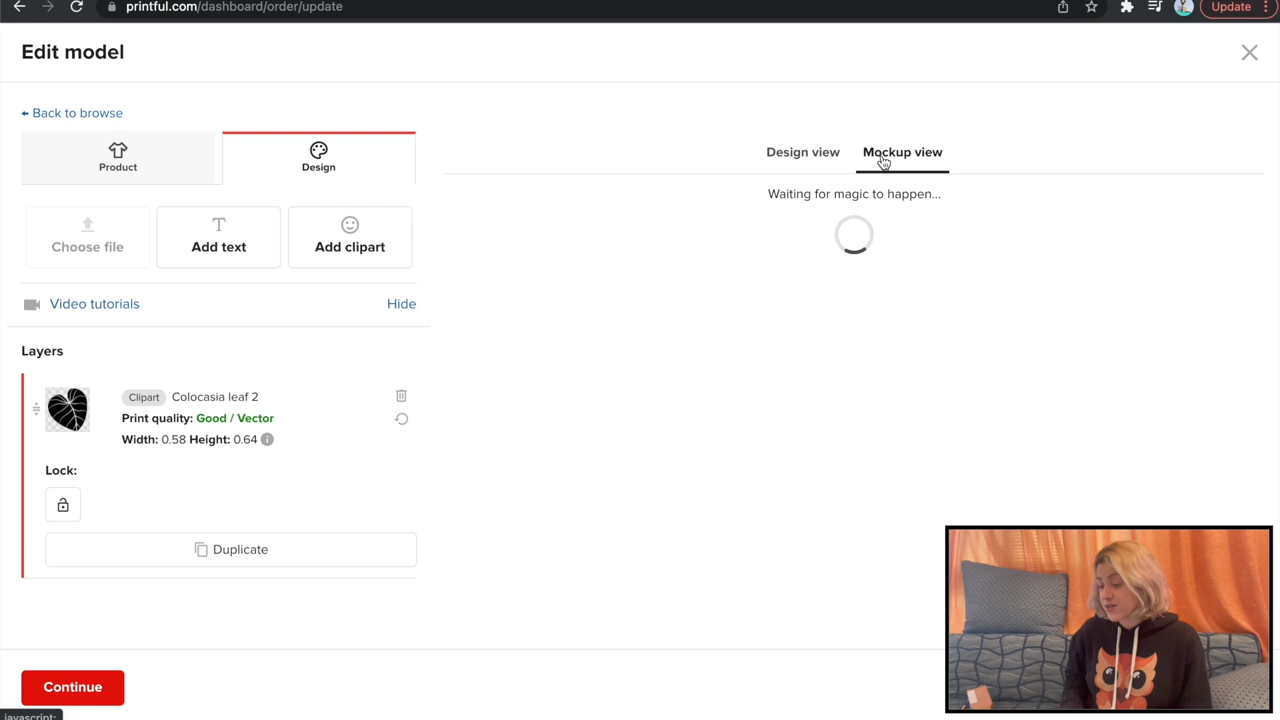 printful.com/dashboard/order/update
Update
Edit model
Back to browse
Product
Design
Design view
Mockup view
Waiting for magic to happen...
Choose file
Add text
Add clipart
Video tutorials
Hide
Layers
Clipart Colocasia leaf 2
Print quality: Good / Vector
Width: 0.58 Height: 0.64
Lock:
Duplicate
Continue
javascript: